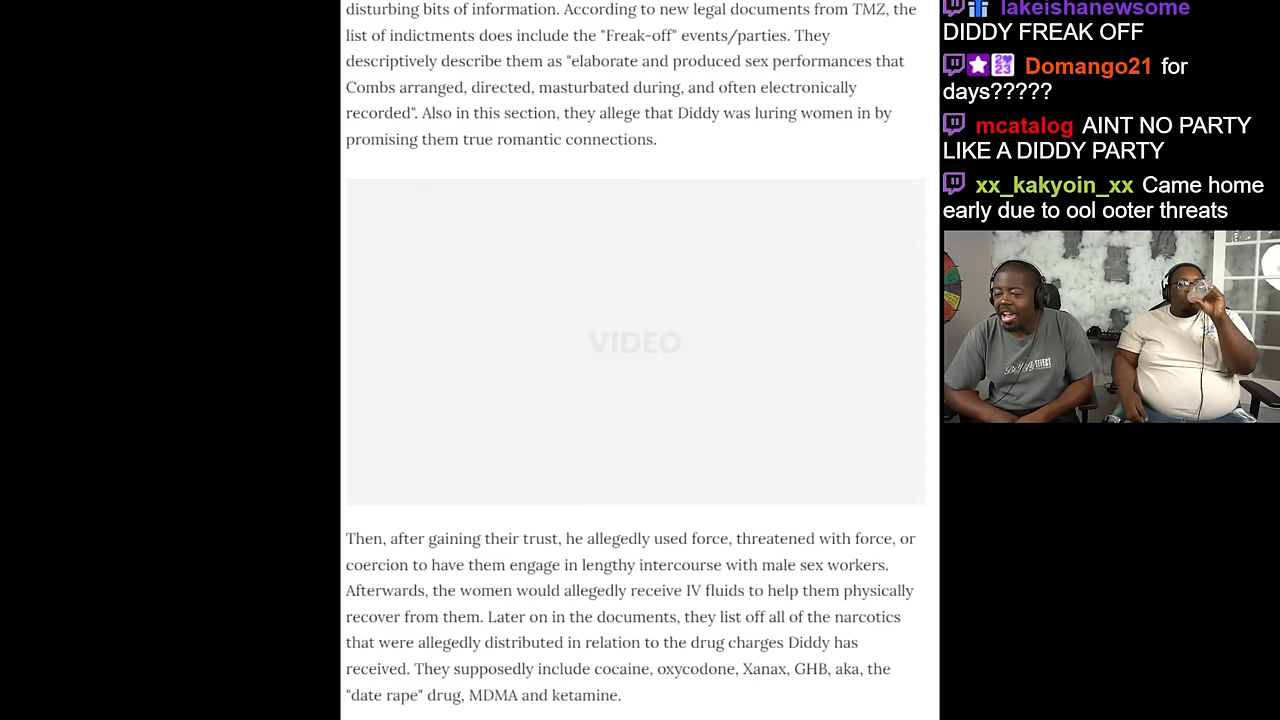 disturbing bits of information. According to new legal documents from TMZ, the
list of indictments does include the "Freak-off" events/parties. They
descriptively describe them as "elaborate and produced sex performances that
Combs arranged, directed, masturbated during, and often electronically
recorded". Also in this section, they allege that Diddy was luring women in by
promising them true romantic connections.
VIDEO
Then, after gaining their trust, he allegedly used force, threatened with force, or
coercion to have them engage in lengthy intercourse with male sex workers.
Afterwards, the women would allegedly receive IV fluids to help them physically
recover from them. Later on in the documents, they list off all of the narcotics
that were allegedly distributed in relation to the drug charges Diddy has
received. They supposedly include cocaine, oxycodone, Xanax, GHB, aka, the
"date rape" drug, MDMA and ketamine.
lakeishanewsome
DIDDY FREAK OFF
Domango21 for
days?????
mcatalog AINT NO PARTY
LIKE A DIDDY PARTY
xx_kakyoin_xx Came home
early due to ool ooter threats